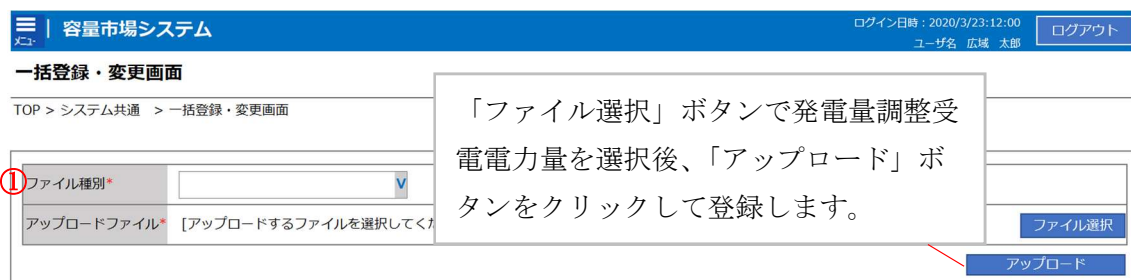 メニュー 容量市場システム
ログイン日時：2020/3/23:12:00
ユーザ名 広域 太郎
ログアウト
一括登録・変更画面
TOP > システム共通 > 一括登録・変更画面
「ファイル選択」ボタンで発電量調整受
電電力量を選択後、「アップロード」ボ
タンをクリックして登録します。
① ファイル種別* V
アップロードファイル* [アップロードするファイルを選択してくだ
ファイル選択
アップロード